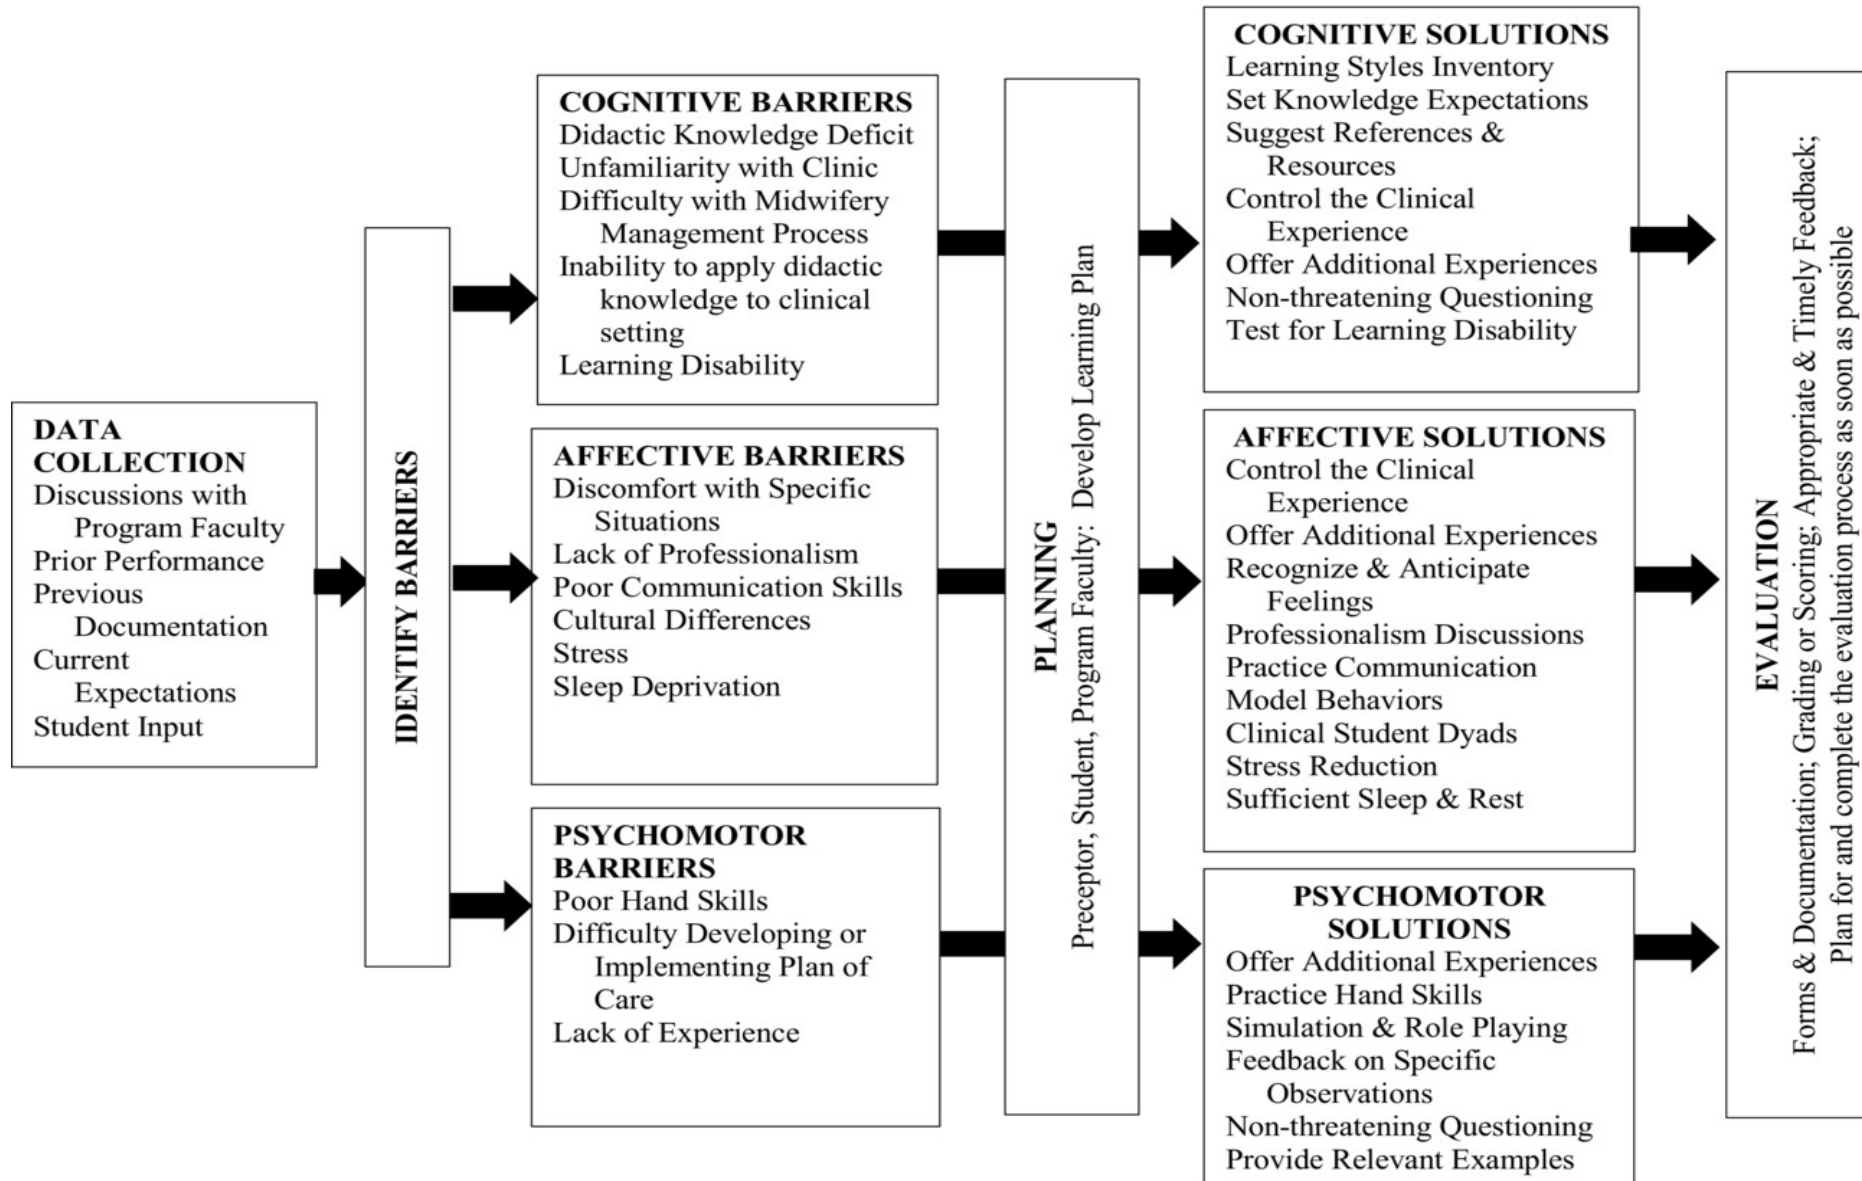 DATA
COLLECTION
Discussions with
Program Faculty
Prior Performance
Previous
Documentation
Current
Expectations
Student Input
IDENTIFY BARRIERS
COGNITIVE BARRIERS
Didactic Knowledge Deficit
Unfamiliarity with Clinic
Difficulty with Midwifery
Management Process
Inability to apply didactic
knowledge to clinical
setting
Learning Disability
AFFECTIVE BARRIERS
Discomfort with Specific
Situations
Lack of Professionalism
Poor Communication Skills
Cultural Differences
Stress
Sleep Deprivation
PSYCHOMOTOR
BARRIERS
Poor Hand Skills
Difficulty Developing or
Implementing Plan of
Care
Lack of Experience
PLANNING
Preceptor, Student, Program Faculty: Develop Learning Plan
COGNITIVE SOLUTIONS
Learning Styles Inventory
Set Knowledge Expectations
Suggest References &
Resources
Control the Clinical
Experience
Offer Additional Experiences
Non-threatening Questioning
Test for Learning Disability
AFFECTIVE SOLUTIONS
Control the Clinical
Experience
Offer Additional Experiences
Recognize & Anticipate
Feelings
Professionalism Discussions
Practice Communication
Model Behaviors
Clinical Student Dyads
Stress Reduction
Sufficient Sleep & Rest
PSYCHOMOTOR
SOLUTIONS
Offer Additional Experiences
Practice Hand Skills
Simulation & Role Playing
Feedback on Specific
Observations
Non-threatening Questioning
Provide Relevant Examples
EVALUATION
Forms & Documentation; Grading or Scoring; Appropriate & Timely Feedback;
Plan for and complete the evaluation process as soon as possible